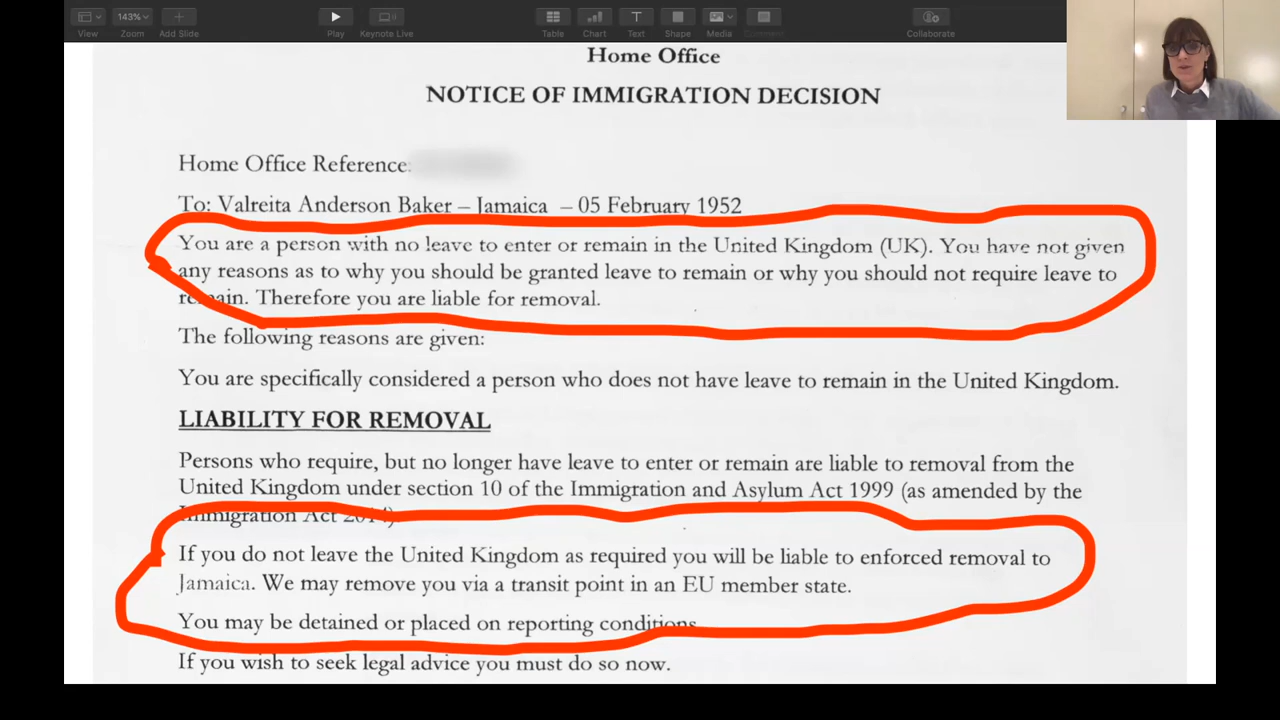 143%
View
Zoom
Add Slide
Play
Keynote Live
Table
Chart
Text
Shape
Media
Collaborate
Home Office
NOTICE OF IMMIGRATION DECISION
Home Office Reference:
To: Valreita Anderson Baker – Jamaica – 05 February 1952
You are a person with no leave to enter or remain in the United Kingdom (UK). You have not given
any reasons as to why you should be granted leave to remain or why you should not require leave to
remain. Therefore you are liable for removal.
The following reasons are given:
You are specifically considered a person who does not have leave to remain in the United Kingdom.
LIABILITY FOR REMOVAL
Persons who require, but no longer have leave to enter or remain are liable to removal from the
United Kingdom under section 10 of the Immigration and Asylum Act 1999 (as amended by the
Immigration Act 2014).
If you do not leave the United Kingdom as required you will be liable to enforced removal to
Jamaica. We may remove you via a transit point in an EU member state.
You may be detained or placed on reporting conditions.
If you wish to seek legal advice you must do so now.